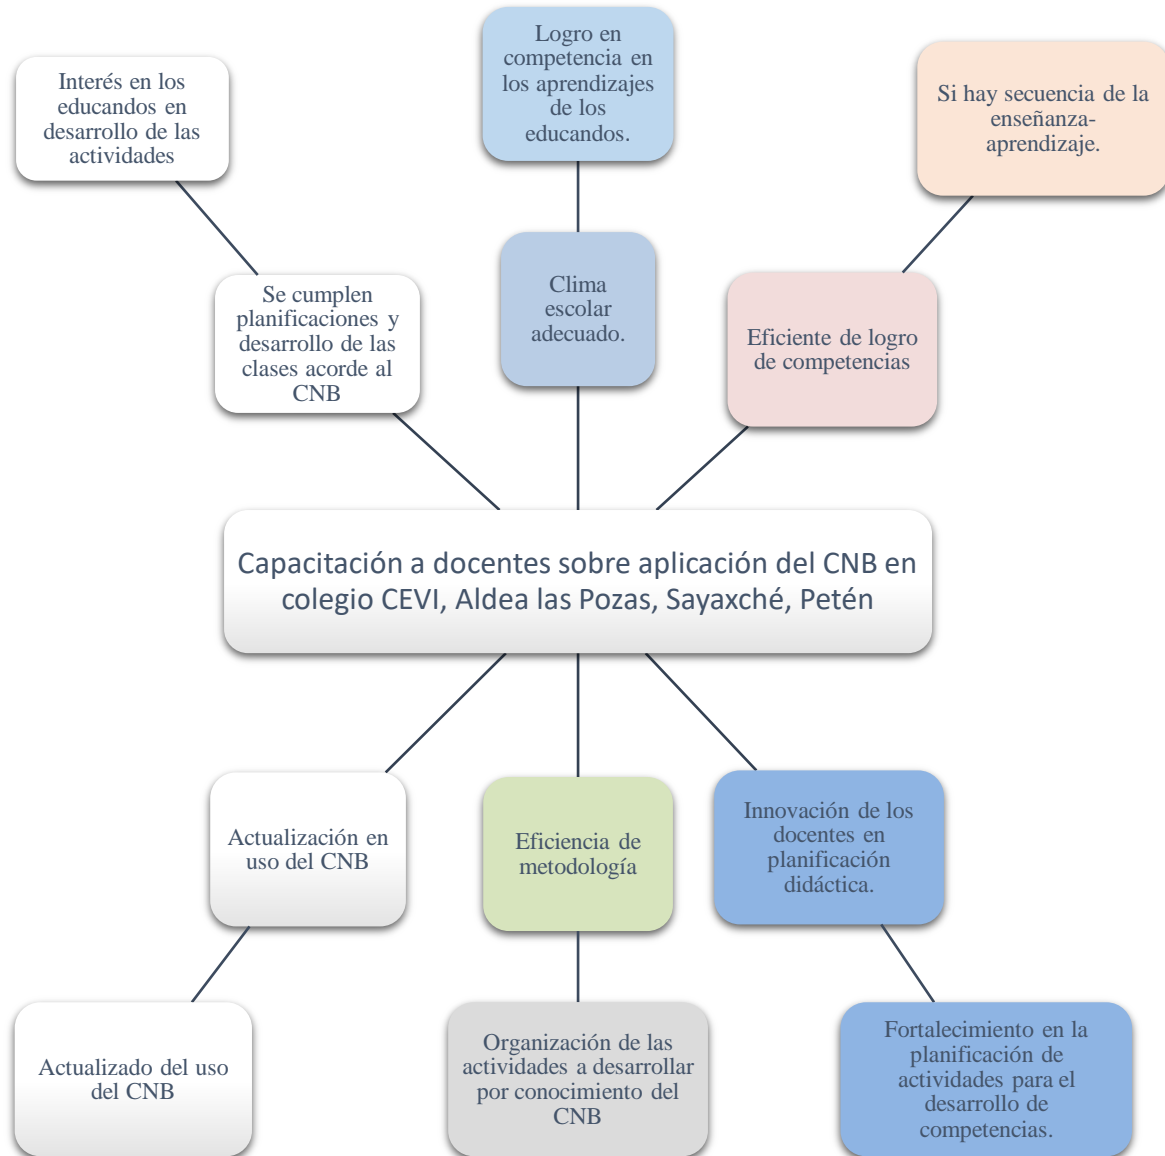 Interés en los
educandos en
desarrollo de las
actividades
Logro en
competencia en
los aprendizajes
de los
educandos.
Si hay secuencia de la
enseñanza-
aprendizaje.
Se cumplen
planificaciones y
desarrollo de las
clases acorde al
CNB
Clima
escolar
adecuado.
Eficiente de logro
de competencias
Capacitación a docentes sobre aplicación del CNB en
colegio CEVI, Aldea las Pozas, Sayaxché, Petén
Actualización en
uso del CNB
Eficiencia de
metodología
Innovación de los
docentes en
planificación
didáctica.
Actualizado del uso
del CNB
Organización de las
actividades a desarrollar
por conocimiento del
CNB
Fortalecimiento en la
planificación de
actividades para el
desarrollo de
competencias.